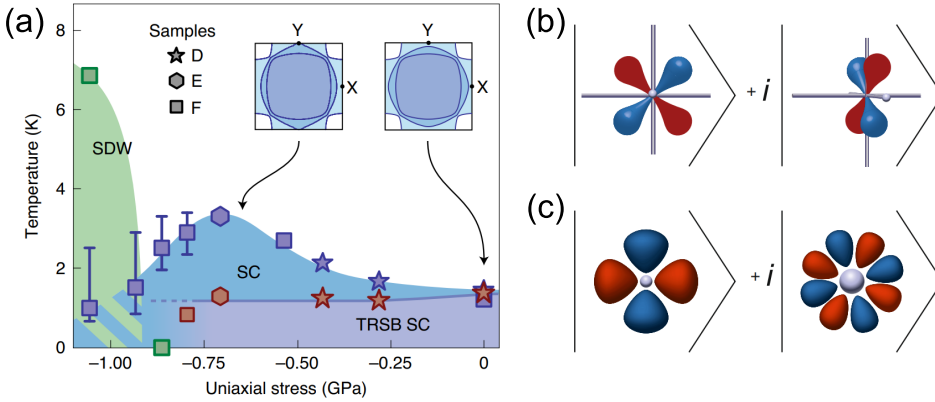 (a)
8
6
4
2
0
Temperature (K)
Samples
D
E
F
Y
X
Y
X
SDW
SC
TRSB SC
−1.00
−0.75
−0.50
−0.25
0
Uniaxial stress (GPa)
(b)
+ i
(c)
+ i